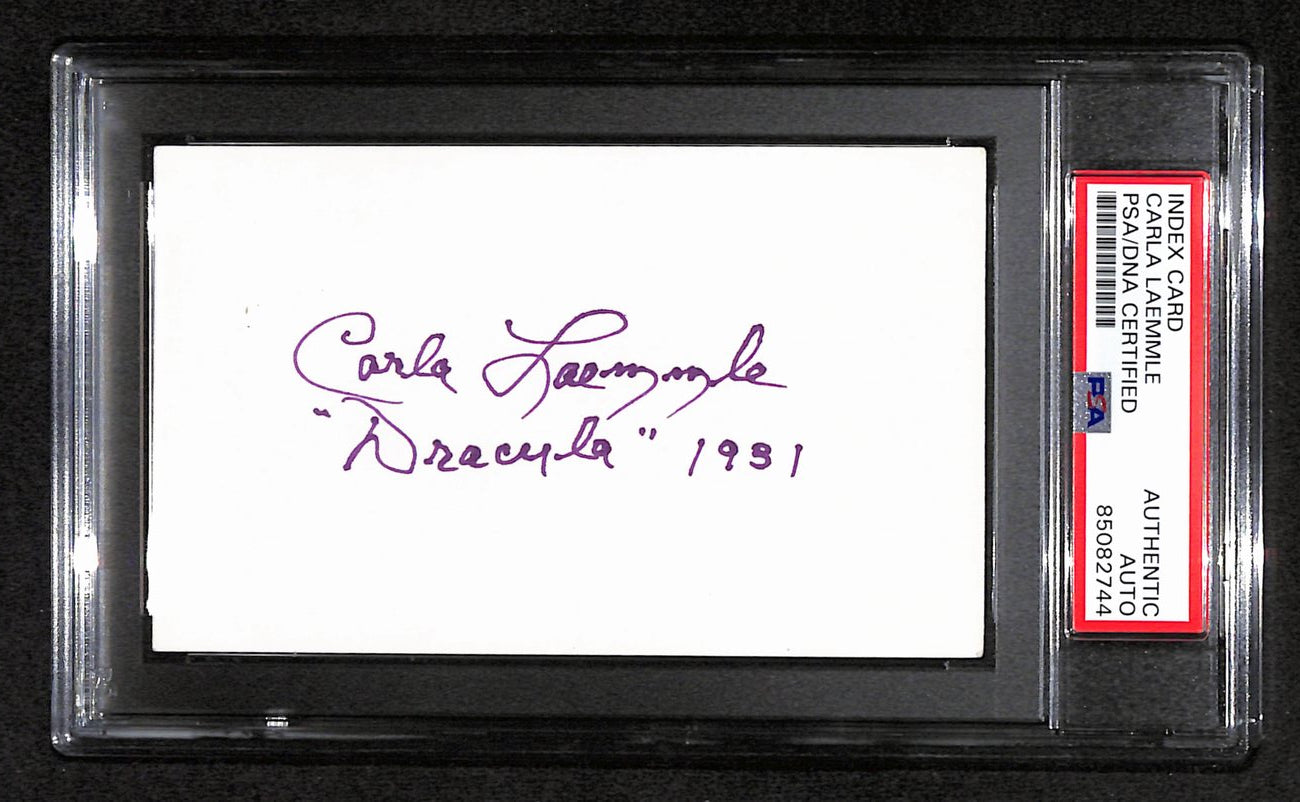 Carla Laemmle
"Dracula" 1931
INDEX CARD
CARLA LAEMMLE
PSA/DNA CERTIFIED
PSA
AUTHENTIC
AUTO
85082744